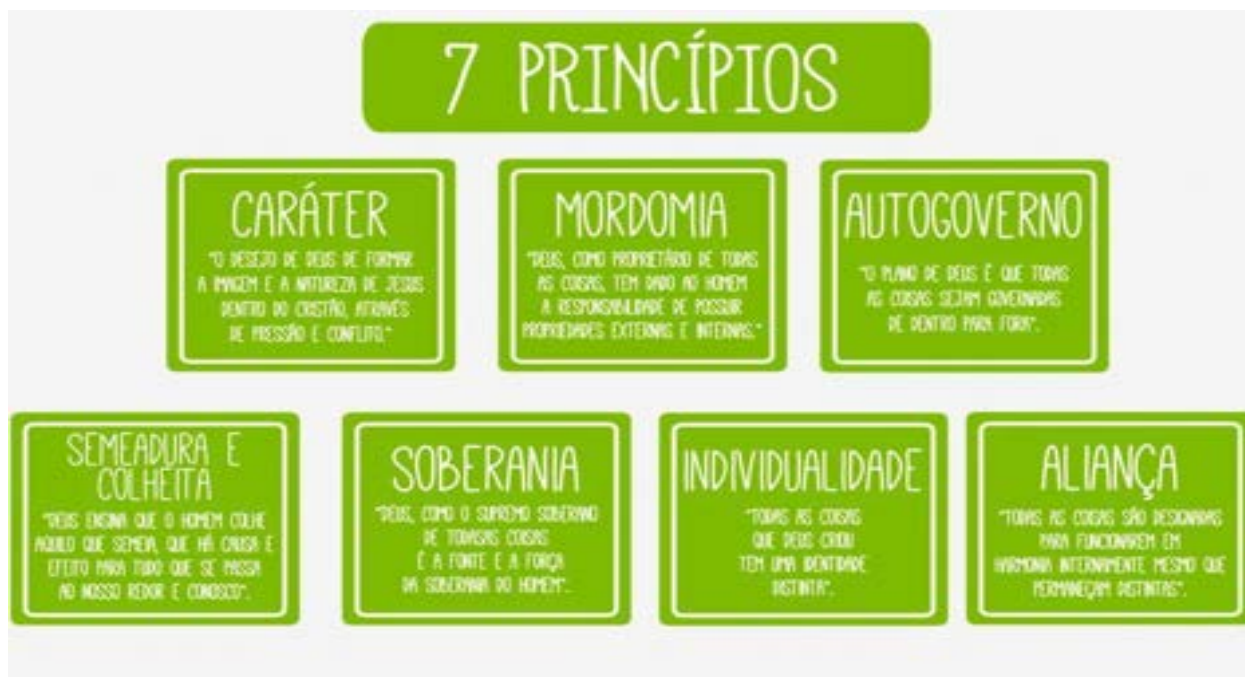 7 PRINCÍPIOS
CARÁTER
"O DESEJO DE DEUS DE FORMAR
A IMAGEM E A NATUREZA DE JESUS
DENTRO DO CRISTÃO, ATRAVÉS
DE PRESSÃO E CONFLITO."
MORDOMIA
"DEUS, COMO PROPRIETÁRIO DE TODAS
AS COISAS, TEM DADO AO HOMEM
A RESPONSABILIDADE DE POSSUIR
PROPRIEDADES EXTERNAS E INTERNAS."
AUTOGOVERNO
"O PLANO DE DEUS É QUE TODAS
AS COISAS SEJAM GOVERNADAS
DE DENTRO PARA FORA".
SEMEADURA E
COLHEITA
"DEUS ENSINA QUE O HOMEM COLHE
AQUILO QUE SEMEIA, QUE HÁ CAUSA E
EFEITO PARA TUDO QUE SE PASSA
AO NOSSO REDOR E CONOSCO".
SOBERANIA
"DEUS, COMO O SUPREMO SOBERANO
DE TODASAS COISAS
É A FONTE E A FORÇA
DA SOBERANIA DO HOMEM".
INDIVIDUALIDADE
"TODAS AS COISAS
QUE DEUS CRIOU
TEM UMA IDENTIDADE
DISTINTA".
ALIANÇA
"TODAS AS COISAS SÃO DESIGNADAS
PARA FUNCIONAREM EM
HARMONIA INTERNAMENTE MESMO QUE
PERMANEÇAM DISTINTAS".